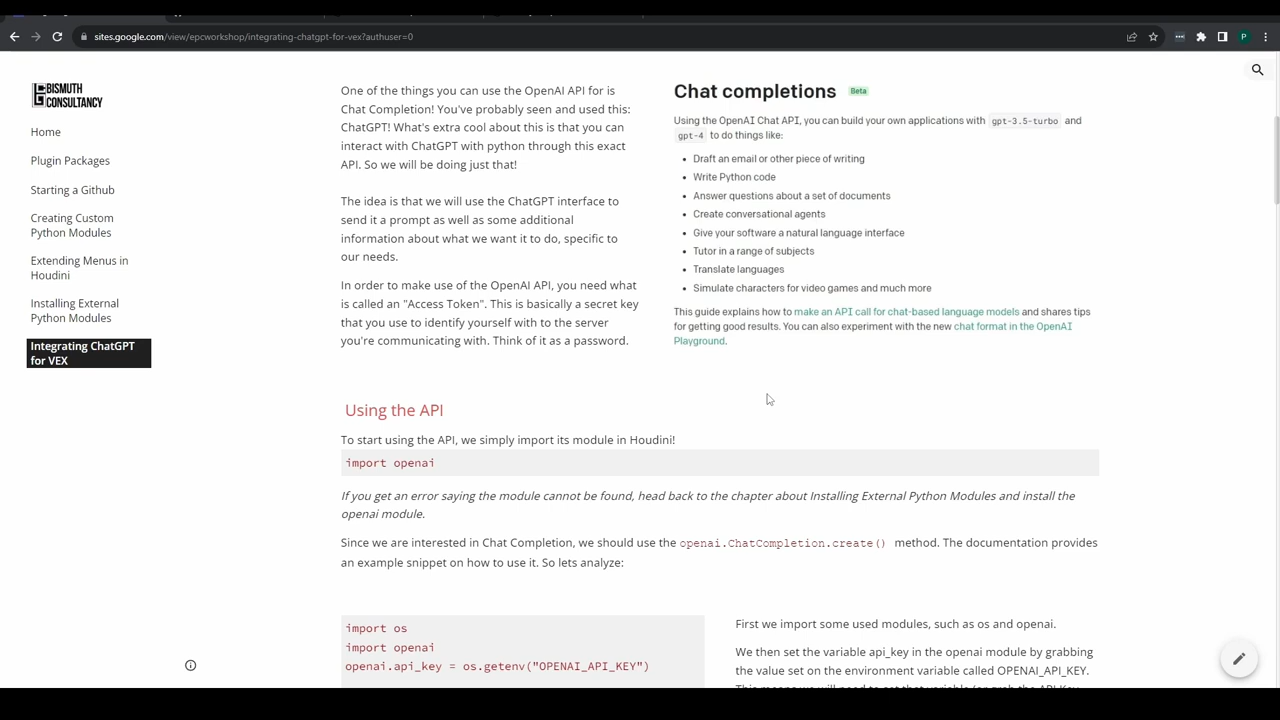 sites.google.com/view/epcworkshop/integrating-chatgpt-for-vex?authuser=0
P
BISMUTH
CONSULTANCY
Home
Plugin Packages
Starting a Github
Creating Custom
Python Modules
Extending Menus in
Houdini
Installing External
Python Modules
Integrating ChatGPT
for VEX
One of the things you can use the OpenAI API for is
Chat Completion! You've probably seen and used this:
ChatGPT! What's extra cool about this is that you can
interact with ChatGPT with python through this exact
API. So we will be doing just that!
The idea is that we will use the ChatGPT interface to
send it a prompt as well as some additional
information about what we want it to do, specific to
our needs.
In order to make use of the OpenAI API, you need what
is called an "Access Token". This is basically a secret key
that you use to identify yourself with to the server
you're communicating with. Think of it as a password.
Chat completions Beta
Using the OpenAI Chat API, you can build your own applications with gpt-3.5-turbo and
gpt-4 to do things like:
• Draft an email or other piece of writing
• Write Python code
• Answer questions about a set of documents
• Create conversational agents
• Give your software a natural language interface
• Tutor in a range of subjects
• Translate languages
• Simulate characters for video games and much more
This guide explains how to make an API call for chat-based language models and shares tips
for getting good results. You can also experiment with the new chat format in the OpenAI
Playground.
Using the API
To start using the API, we simply import its module in Houdini!
import openai
If you get an error saying the module cannot be found, head back to the chapter about Installing External Python Modules and install the
openai module.
Since we are interested in Chat Completion, we should use the openai.ChatCompletion.create() method. The documentation provides
an example snippet on how to use it. So lets analyze:
import os
import openai
openai.api_key = os.getenv("OPENAI_API_KEY")
First we import some used modules, such as os and openai.
We then set the variable api_key in the openai module by grabbing
the value set on the environment variable called OPENAI_API_KEY.
This means we will need to set that variable (or grab the API Key